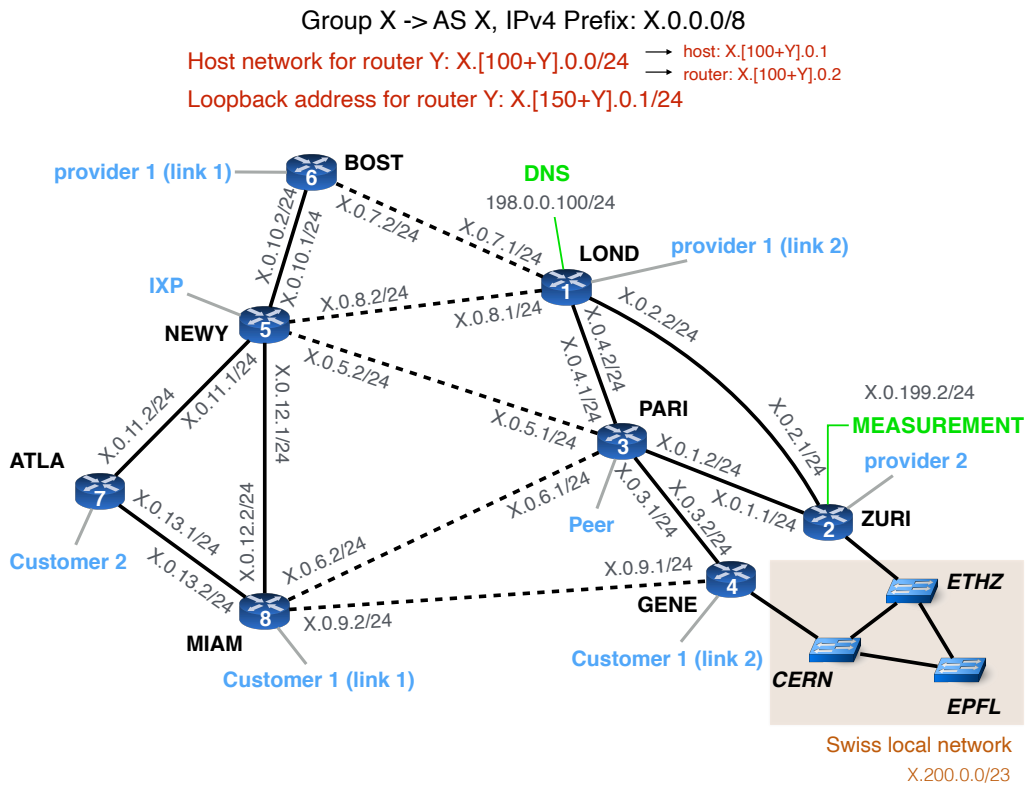 Group X -> AS X, IPv4 Prefix: X.0.0.0/8
Host network for router Y: X.[100+Y].0.0/24
host: X.[100+Y].0.1
router: X.[100+Y].0.2
Loopback address for router Y: X.[150+Y].0.1/24
provider 1 (link 1)
6
BOST
DNS
198.0.0.100/24
X.0.10.2/24
X.0.10.1/24
X.0.7.2/24
X.0.7.1/24
LOND
provider 1 (link 2)
IXP
1
X.0.8.2/24
X.0.8.1/24
X.0.2.2/24
NEWY
5
X.0.5.2/24
X.0.4.2/24
X.0.4.1/24
X.0.11.2/24
X.0.11.1/24
X.0.12.1/24
X.0.199.2/24
PARI
MEASUREMENT
X.0.5.1/24
3
X.0.2.1/24
provider 2
ATLA
7
X.0.1.2/24
X.0.1.1/24
X.0.6.1/24
X.0.3.1/24
X.0.3.2/24
Peer
2
ZURI
X.0.13.1/24
X.0.13.2/24
X.0.12.2/24
Customer 2
X.0.6.2/24
X.0.9.1/24
4
ETHZ
GENE
8
X.0.9.2/24
MIAM
Customer 1 (link 2)
Customer 1 (link 1)
CERN
EPFL
Swiss local network
X.200.0.0/23